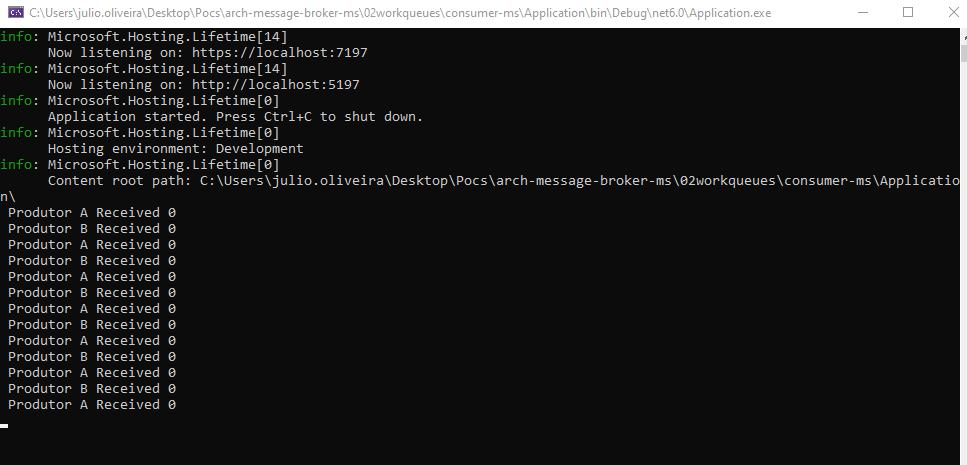 C:\Users\julio.oliveira\Desktop\Pocs\arch-message-broker-ms\02workqueues\consumer-ms\Application\bin\Debug\net6.0\Application.exe
info: Microsoft.Hosting.Lifetime[14]
      Now listening on: https://localhost:7197
info: Microsoft.Hosting.Lifetime[14]
      Now listening on: http://localhost:5197
info: Microsoft.Hosting.Lifetime[0]
      Application started. Press Ctrl+C to shut down.
info: Microsoft.Hosting.Lifetime[0]
      Hosting environment: Development
info: Microsoft.Hosting.Lifetime[0]
      Content root path: C:\Users\julio.oliveira\Desktop\Pocs\arch-message-broker-ms\02workqueues\consumer-ms\Applicatio
n\
 Produtor A Received 0
 Produtor B Received 0
 Produtor A Received 0
 Produtor B Received 0
 Produtor A Received 0
 Produtor B Received 0
 Produtor A Received 0
 Produtor B Received 0
 Produtor A Received 0
 Produtor B Received 0
 Produtor A Received 0
 Produtor B Received 0
 Produtor A Received 0